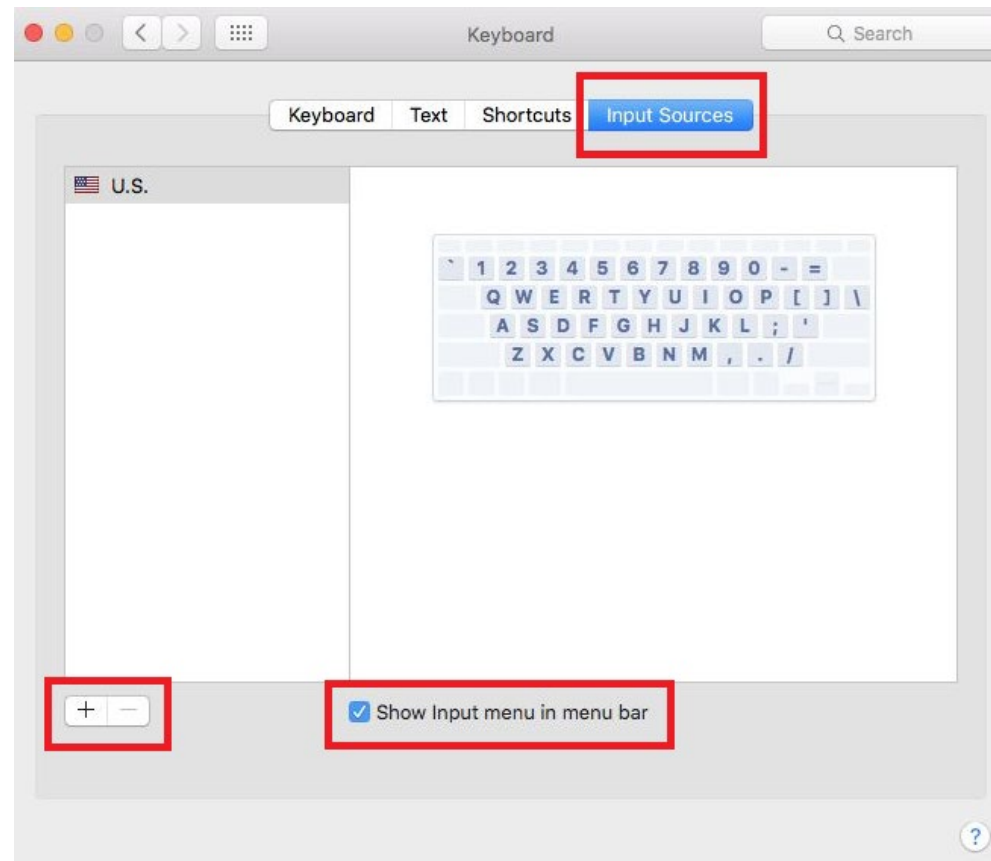 Keyboard
Search
Keyboard Text Shortcuts Input Sources
U.S.
` 1 2 3 4 5 6 7 8 9 0 - =
Q W E R T Y U I O P [ ] \
A S D F G H J K L ; '
Z X C V B N M , . /
+ −
Show Input menu in menu bar
?